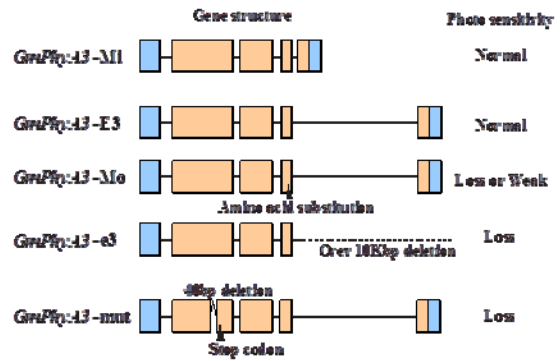 Gene structure Photo sensitivity
GmPhyA3-Mi Normal
GmPhyA3-E3 Normal
GmPhyA3-Mo Loss or Weak
Amino acid substitution
GmPhyA3-e3 Loss
Over 10Kbp deletion
40bp deletion
GmPhyA3-mut Loss
Stop codon